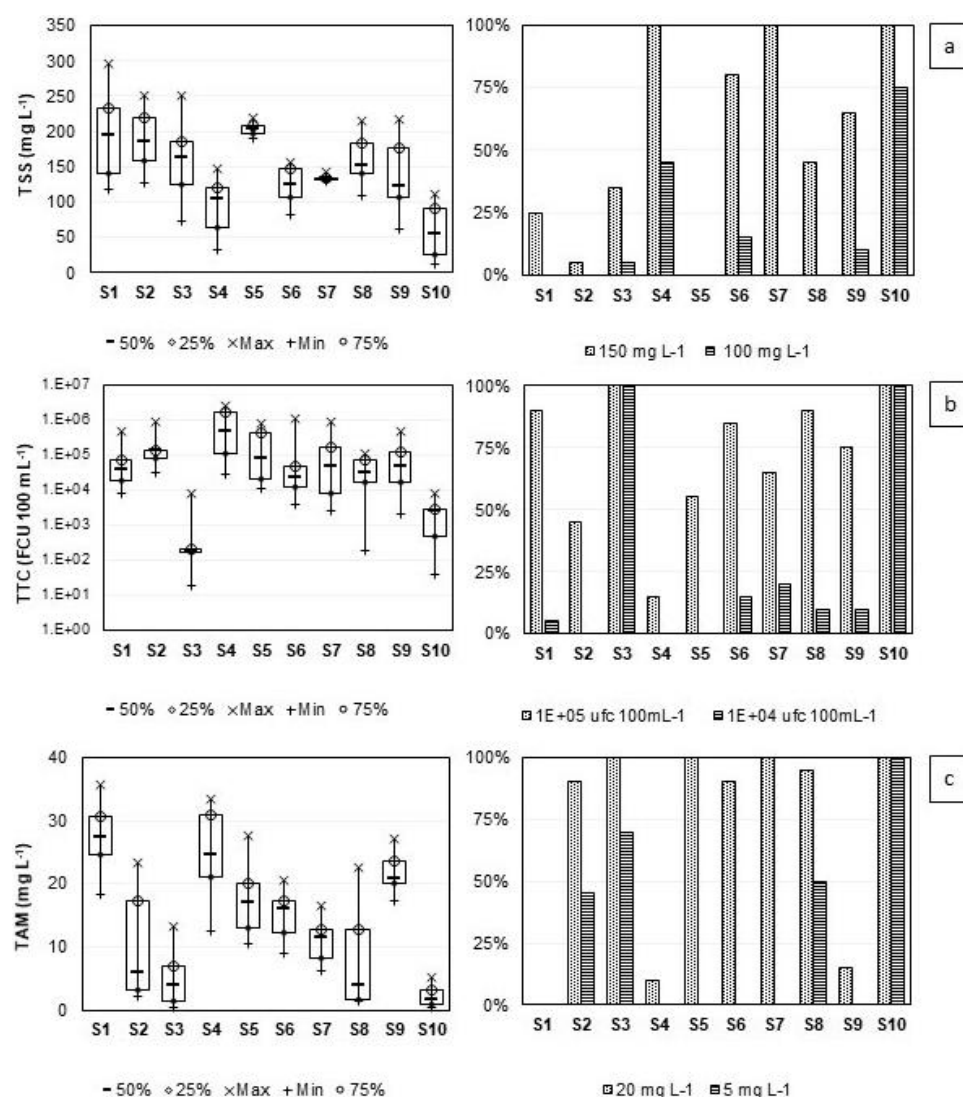 350
300
250
200
150
100
50
0
TSS (mg L-1)
S1 S2 S3 S4 S5 S6 S7 S8 S9 S10
50% 25% Max Min 75%
100%
75%
50%
25%
0%
S1 S2 S3 S4 S5 S6 S7 S8 S9 S10
150 mg L-1 100 mg L-1
a
1.E+07
1.E+06
1.E+05
1.E+04
1.E+03
1.E+02
1.E+01
1.E+00
TTC (FCU 100 mL-1)
S1 S2 S3 S4 S5 S6 S7 S8 S9 S10
50% 25% Max Min 75%
100%
75%
50%
25%
0%
S1 S2 S3 S4 S5 S6 S7 S8 S9 S10
1E+05 ufc 100mL-1 1E+04 ufc 100mL-1
b
40
30
20
10
0
TAM (mg L-1)
S1 S2 S3 S4 S5 S6 S7 S8 S9 S10
50% 25% Max Min 75%
100%
75%
50%
25%
0%
S1 S2 S3 S4 S5 S6 S7 S8 S9 S10
20 mg L-1 5 mg L-1
c